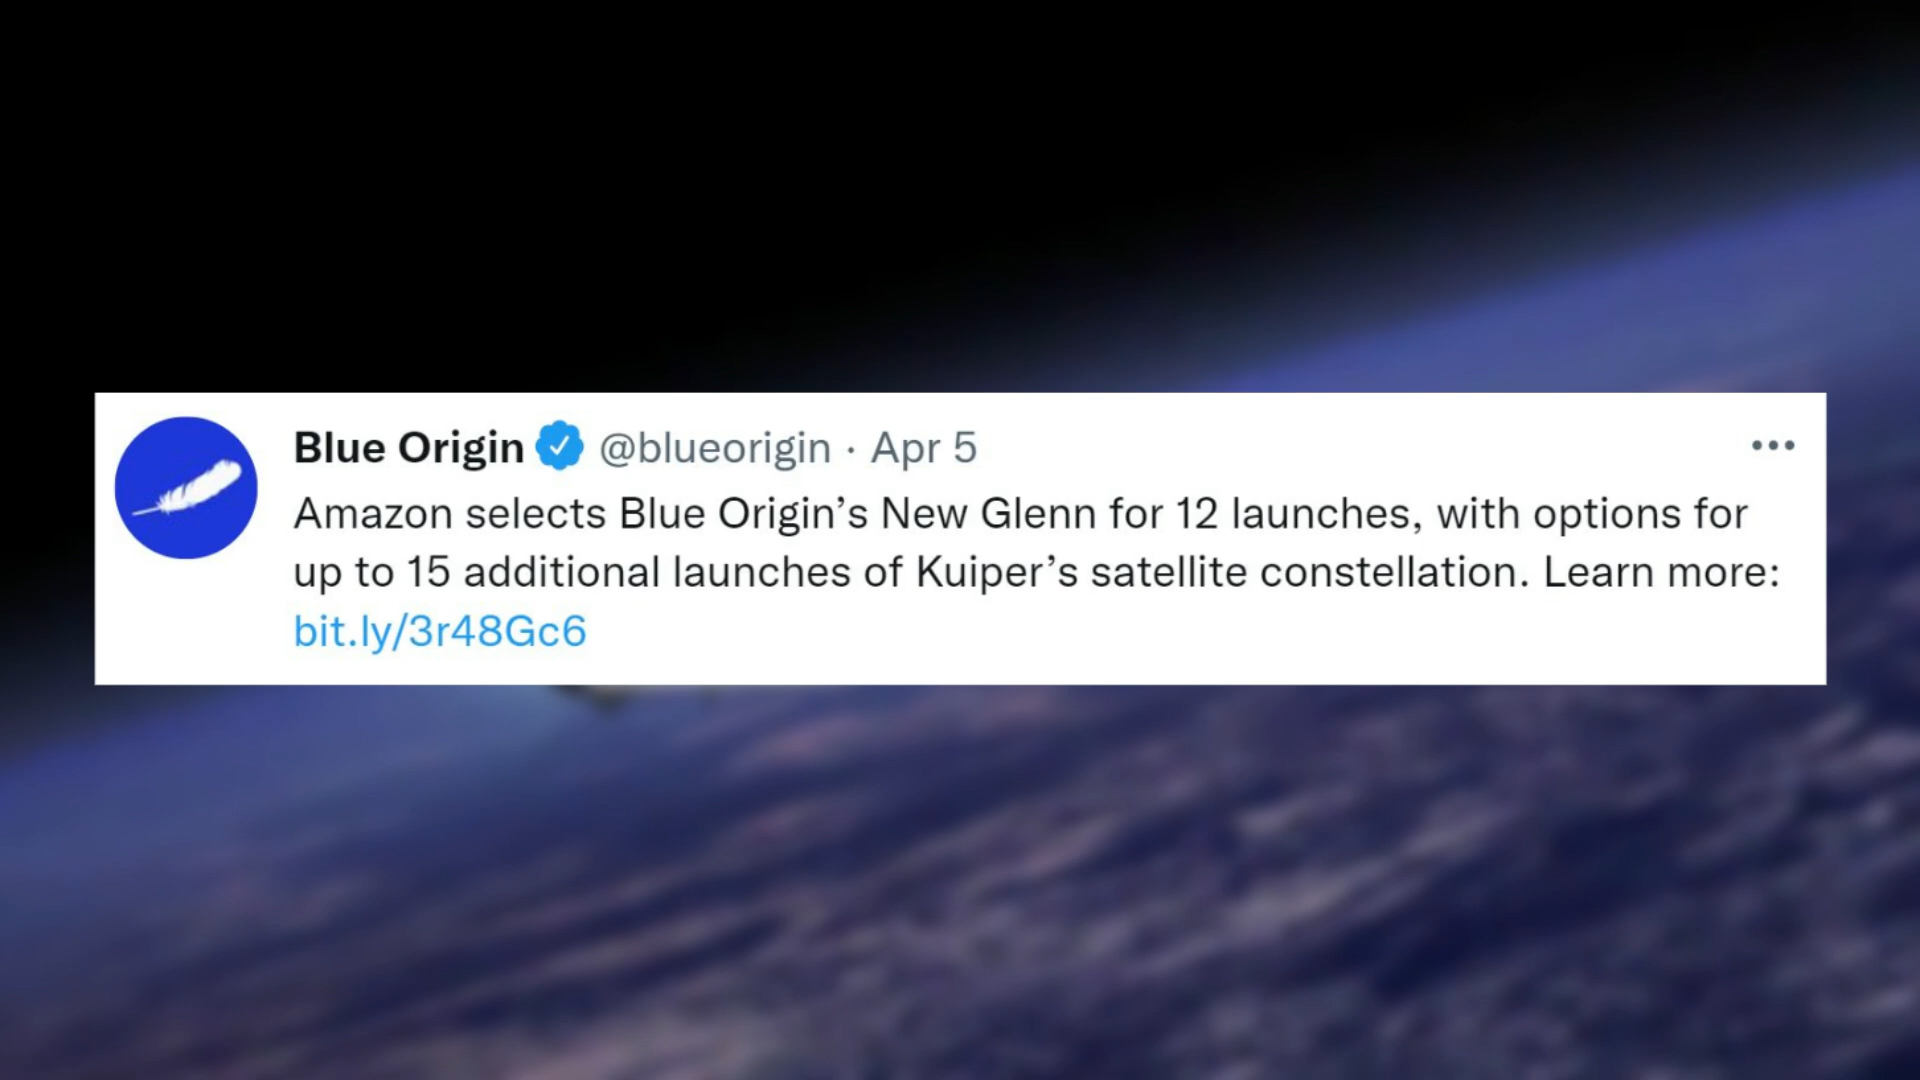 Blue Origin @blueorigin · Apr 5
Amazon selects Blue Origin’s New Glenn for 12 launches, with options for
up to 15 additional launches of Kuiper’s satellite constellation. Learn more:
bit.ly/3r48Gc6